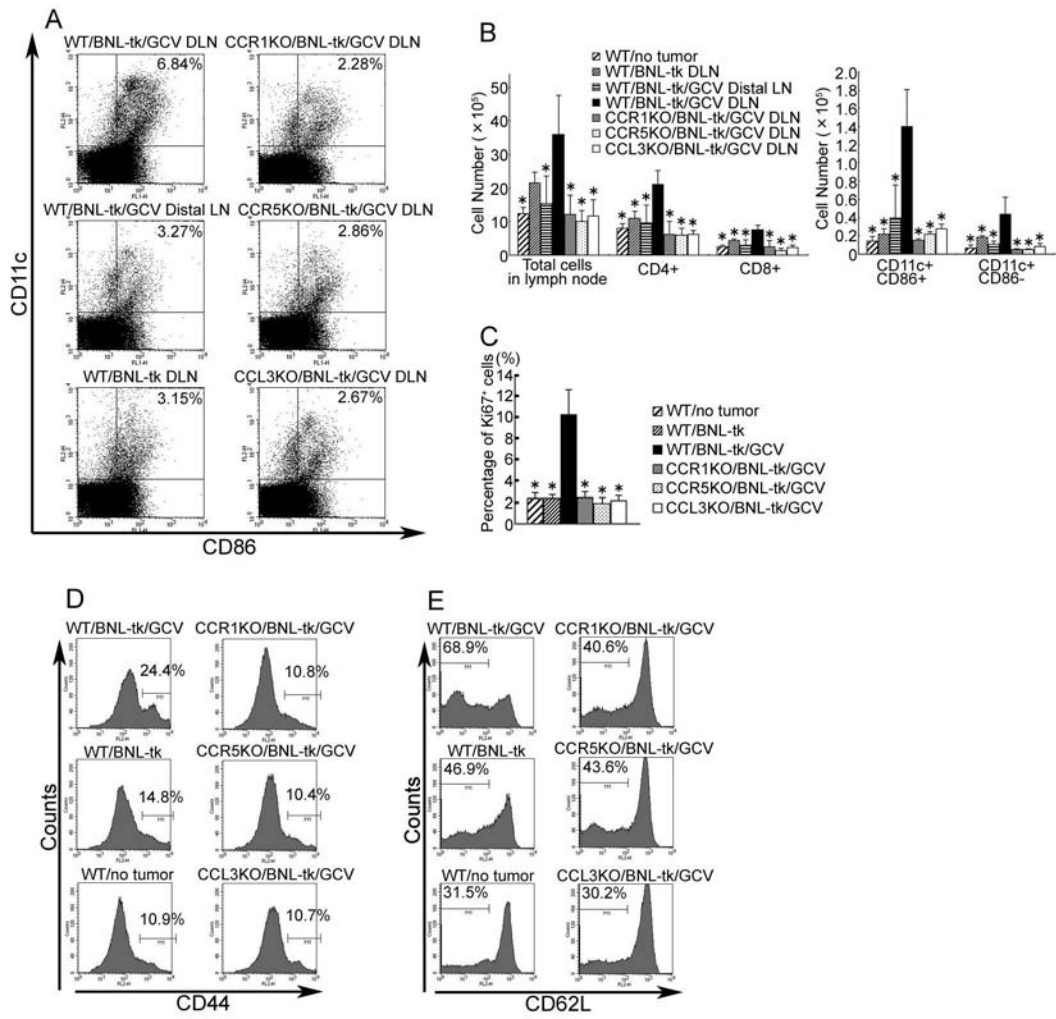 A
WT/BNL-tk/GCV DLN
6.84%
CCR1KO/BNL-tk/GCV DLN
2.28%
WT/BNL-tk/GCV Distal LN
3.27%
CCR5KO/BNL-tk/GCV DLN
2.86%
WT/BNL-tk DLN
3.15%
CCL3KO/BNL-tk/GCV DLN
2.67%
FL2-H
FL1-H
CD11c
CD86
B
WT/no tumor
WT/BNL-tk DLN
WT/BNL-tk/GCV Distal LN
WT/BNL-tk/GCV DLN
CCR1KO/BNL-tk/GCV DLN
CCR5KO/BNL-tk/GCV DLN
CCL3KO/BNL-tk/GCV DLN
Cell Number (×10⁵)
50
40
30
20
10
0
Total cells
in lymph node
CD4+
CD8+
Cell Number (×10⁵)
2.0
1.8
1.6
1.4
1.2
1.0
0.8
0.6
0.4
0.2
0
CD11c+
CD86+
CD11c+
CD86-
C
Percentage of Ki67⁺ cells (%)
14
12
10
8
6
4
2
0
WT/no tumor
WT/BNL-tk
WT/BNL-tk/GCV
CCR1KO/BNL-tk/GCV
CCR5KO/BNL-tk/GCV
CCL3KO/BNL-tk/GCV
D
WT/BNL-tk/GCV
24.4%
CCR1KO/BNL-tk/GCV
10.8%
WT/BNL-tk
14.8%
CCR5KO/BNL-tk/GCV
10.4%
WT/no tumor
10.9%
CCL3KO/BNL-tk/GCV
10.7%
Counts
CD44
E
WT/BNL-tk/GCV
68.9%
CCR1KO/BNL-tk/GCV
40.6%
WT/BNL-tk
46.9%
CCR5KO/BNL-tk/GCV
43.6%
WT/no tumor
31.5%
CCL3KO/BNL-tk/GCV
30.2%
Counts
CD62L